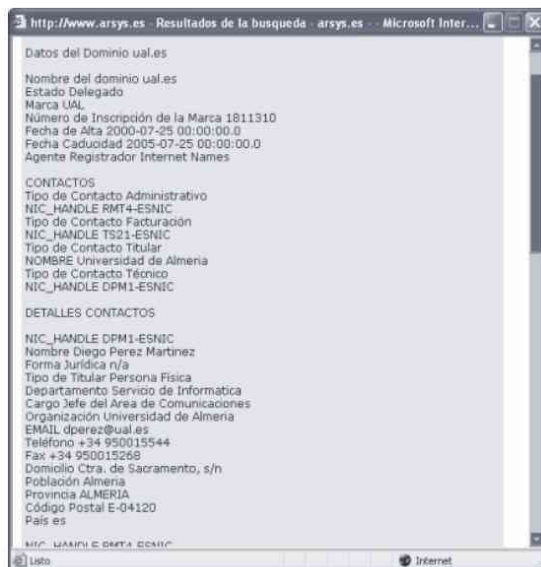 http://www.arsys.es - Resultados de la busqueda - arsys.es - - Microsoft Inter...
Datos del Dominio ual.es
Nombre del dominio ual.es
Estado Delegado
Marca UAL
Número de Inscripción de la Marca 1811310
Fecha de Alta 2000-07-25 00:00:00.0
Fecha Caducidad 2005-07-25 00:00:00.0
Agente Registrador Internet Names
CONTACTOS
Tipo de Contacto Administrativo
NIC_HANDLE RMT4-ESNIC
Tipo de Contacto Facturación
NIC_HANDLE TS21-ESNIC
Tipo de Contacto Titular
NOMBRE Universidad de Almeria
Tipo de Contacto Técnico
NIC_HANDLE DPM1-ESNIC
DETALLES CONTACTOS
NIC_HANDLE DPM1-ESNIC
Nombre Diego Perez Martinez
Forma Jurídica n/a
Tipo de Titular Persona Física
Departamento Servicio de Informatica
Cargo Jefe del Area de Comunicaciones
Organización Universidad de Almeria
EMAIL dperez@ual.es
Teléfono +34 950015544
Fax +34 950015268
Domicilio Ctra. de Sacramento, s/n
Población Almeria
Provincia ALMERIA
Código Postal E-04120
País es
NIC_HANDLE RMT4-ESNIC
Listo
Internet